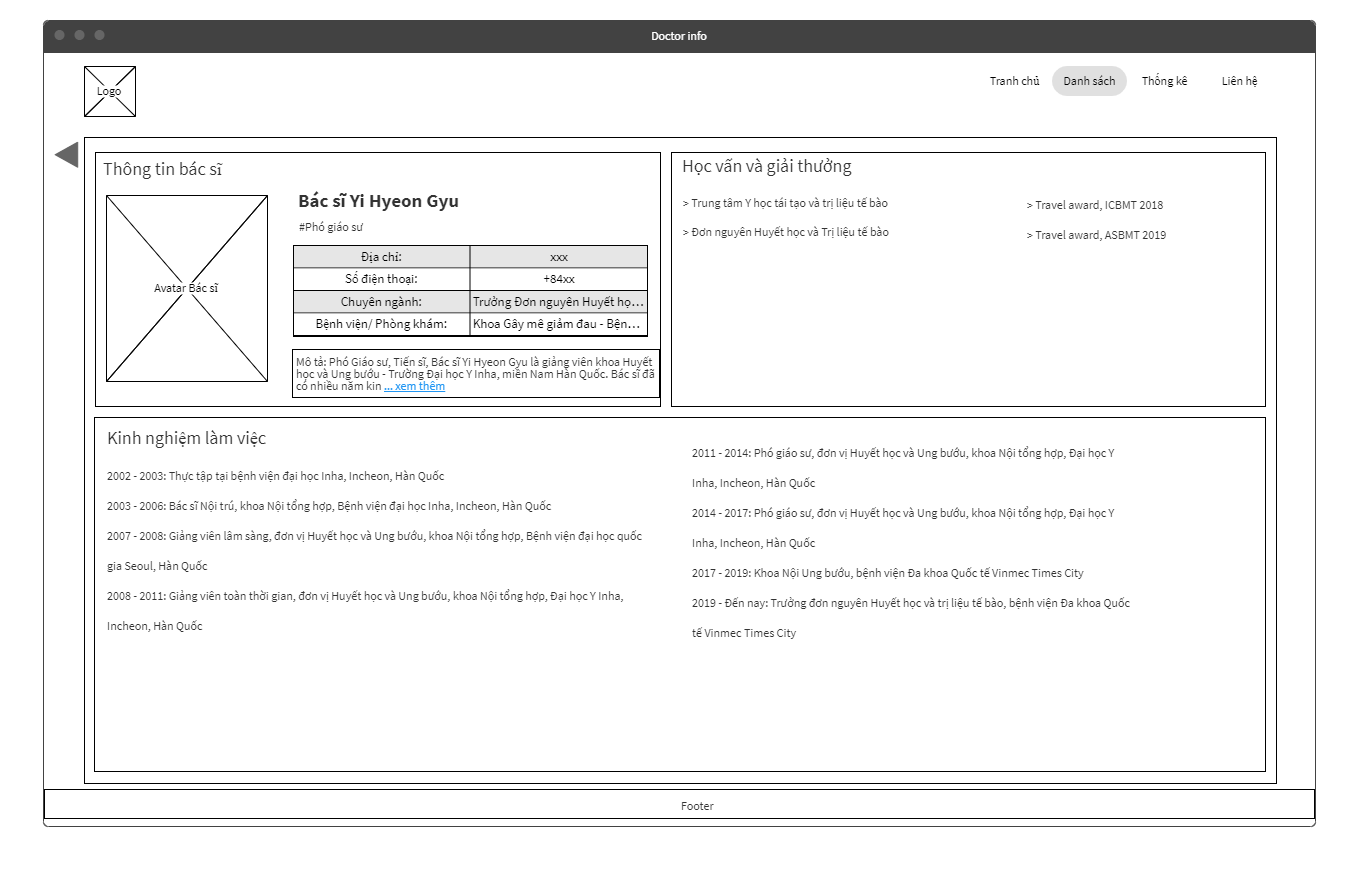 Doctor info
Logo
Tranh chủ
Danh sách
Thống kê
Liên hệ
Thông tin bác sĩ
Avatar Bác sĩ
Bác sĩ Yi Hyeon Gyu
#Phó giáo sư
Địa chỉ: xxx
Số điện thoại: +84xx
Chuyên ngành: Trưởng Đơn nguyên Huyết họ...
Bệnh viện/ Phòng khám: Khoa Gây mê giảm đau - Bện...
Mô tả: Phó Giáo sư, Tiến sĩ, Bác sĩ Yi Hyeon Gyu là giảng viên khoa Huyết
học và Ung bướu - Trường Đại học Y Inha, miền Nam Hàn Quốc. Bác sĩ đã
có nhiều năm kin ... xem thêm
Học vấn và giải thưởng
> Trung tâm Y học tái tạo và trị liệu tế bào
> Đơn nguyên Huyết học và Trị liệu tế bào
> Travel award, ICBMT 2018
> Travel award, ASBMT 2019
Kinh nghiệm làm việc
2002 - 2003: Thực tập tại bệnh viện đại học Inha, Incheon, Hàn Quốc
2003 - 2006: Bác sĩ Nội trú, khoa Nội tổng hợp, Bệnh viện đại học Inha, Incheon, Hàn Quốc
2007 - 2008: Giảng viên lâm sàng, đơn vị Huyết học và Ung bướu, khoa Nội tổng hợp, Bệnh viện đại học quốc
gia Seoul, Hàn Quốc
2008 - 2011: Giảng viên toàn thời gian, đơn vị Huyết học và Ung bướu, khoa Nội tổng hợp, Đại học Y Inha,
Incheon, Hàn Quốc
2011 - 2014: Phó giáo sư, đơn vị Huyết học và Ung bướu, khoa Nội tổng hợp, Đại học Y
Inha, Incheon, Hàn Quốc
2014 - 2017: Phó giáo sư, đơn vị Huyết học và Ung bướu, khoa Nội tổng hợp, Đại học Y
Inha, Incheon, Hàn Quốc
2017 - 2019: Khoa Nội Ung bướu, bệnh viện Đa khoa Quốc tế Vinmec Times City
2019 - Đến nay: Trưởng đơn nguyên Huyết học và trị liệu tế bào, bệnh viện Đa khoa Quốc
tế Vinmec Times City
Footer